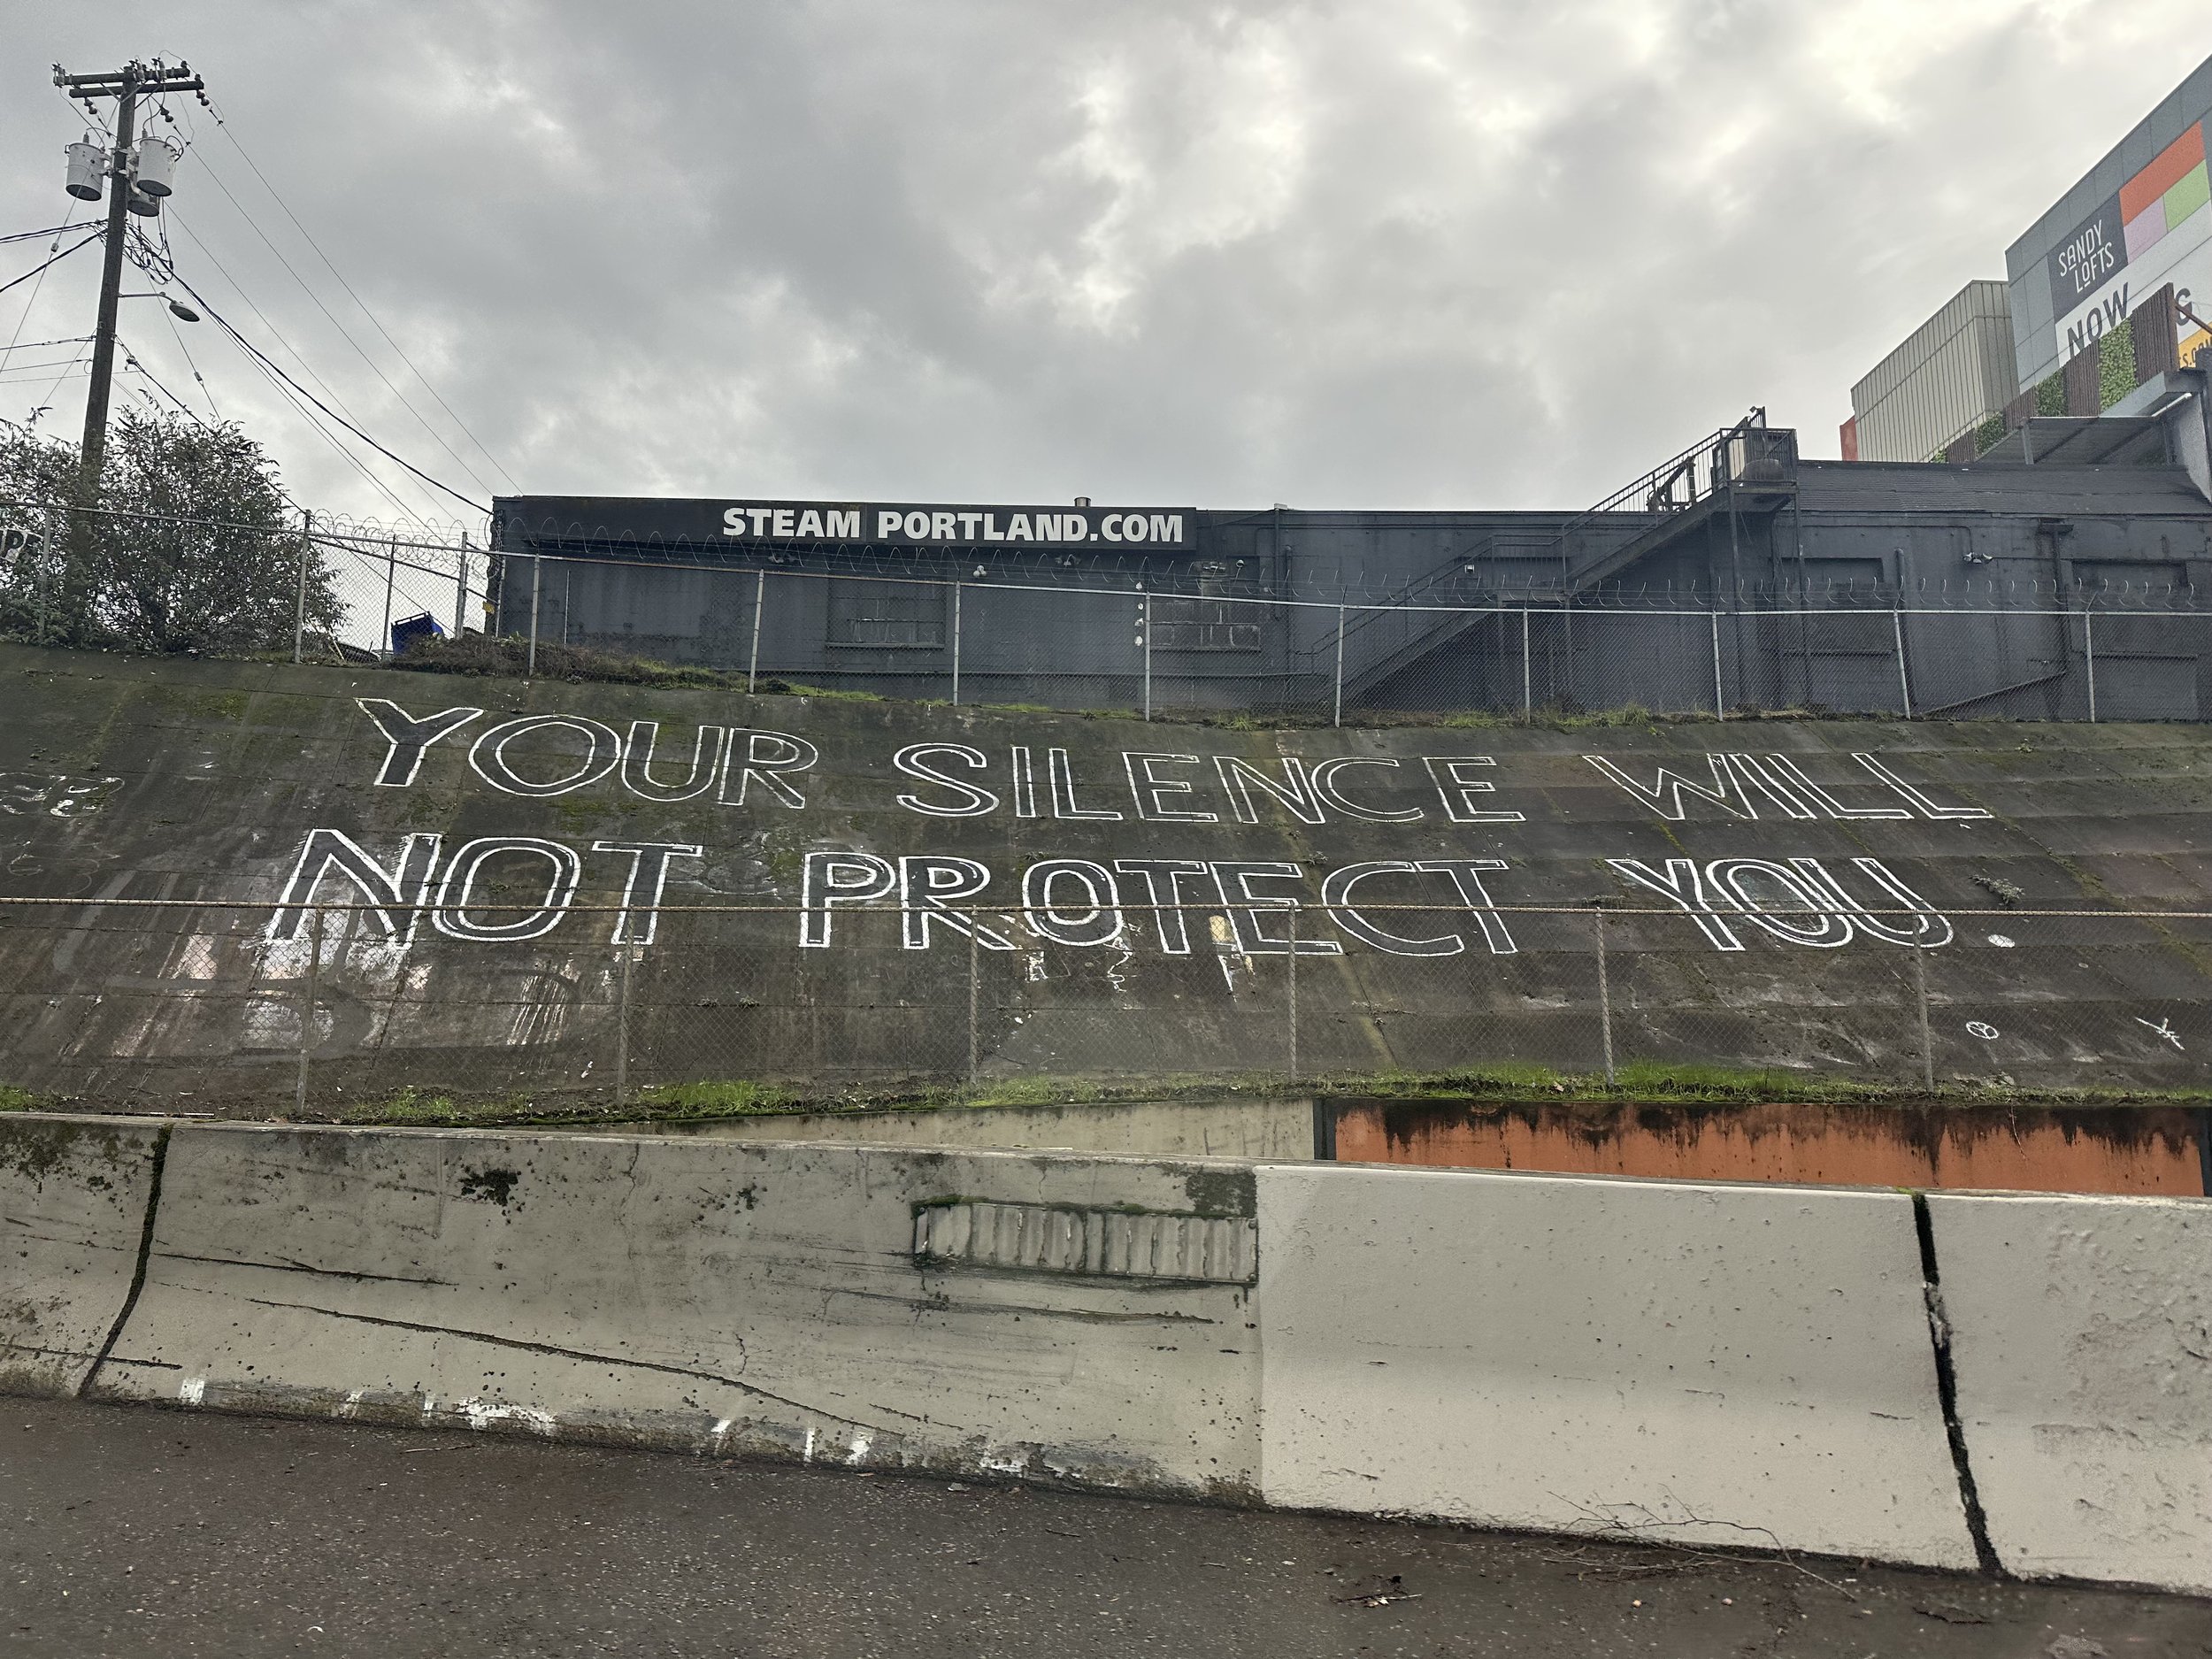 SANDY
LOFTS
NOW
STEAM PORTLAND.COM
YOUR SILENCE WILL
NOT PROTECT YOU.